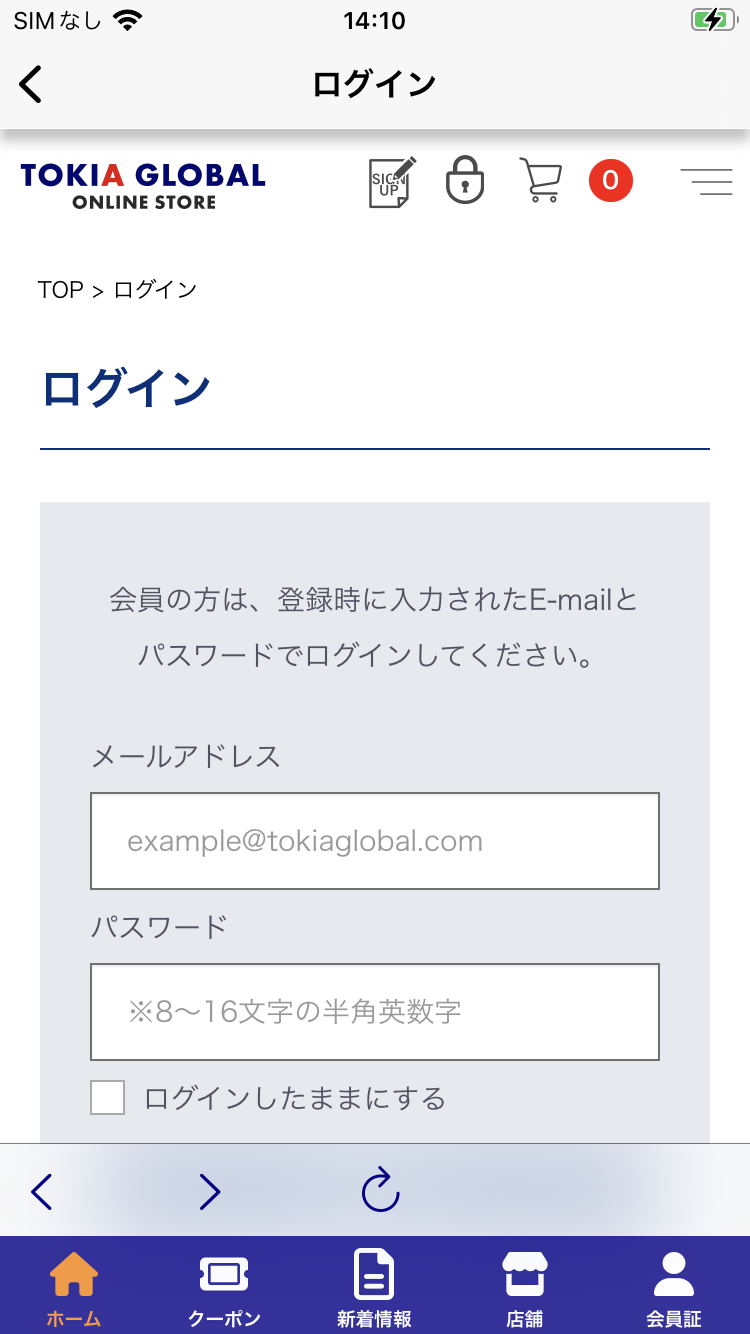 SIMなし 14:10
ログイン
TOKIA GLOBAL
ONLINE STORE
SIGN
UP
0
TOP > ログイン
ログイン
会員の方は、登録時に入力されたE-mailと
パスワードでログインしてください。
メールアドレス
example@tokiaglobal.com
パスワード
※8〜16文字の半角英数字
ログインしたままにする
ホーム クーポン 新着情報 店舗 会員証